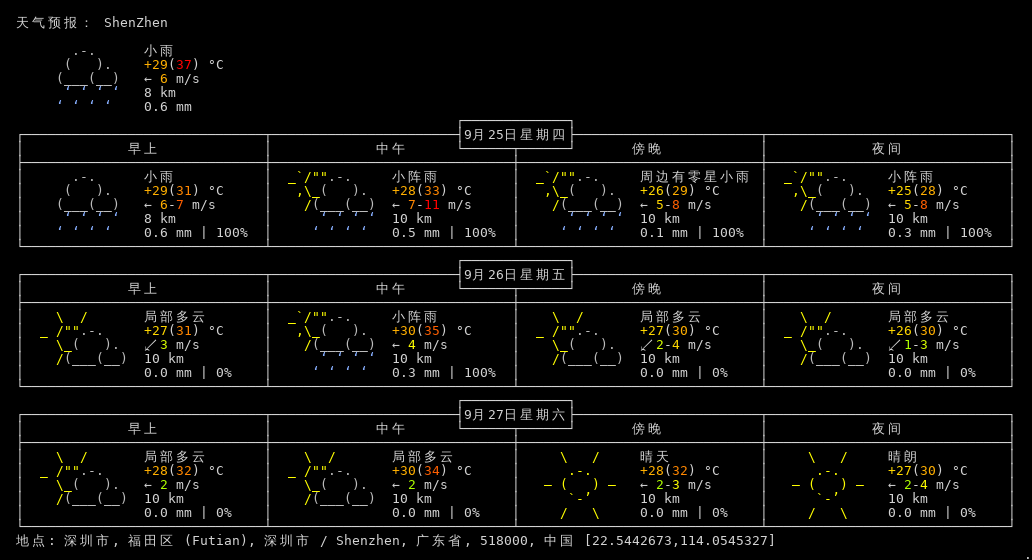 天气预报： ShenZhen
小雨
+29(37) °C
← 6 m/s
8 km
0.6 mm
9月25日星期四
早上 中午 傍晚 夜间
小雨 小阵雨 周边有零星小雨 小阵雨
+29(31) °C +28(33) °C +26(29) °C +25(28) °C
← 6-7 m/s ← 7-11 m/s ← 5-8 m/s ← 5-8 m/s
8 km 10 km 10 km 10 km
0.6 mm | 100% 0.5 mm | 100% 0.1 mm | 100% 0.3 mm | 100%
9月26日星期五
早上 中午 傍晚 夜间
局部多云 小阵雨 局部多云 局部多云
+27(31) °C +30(35) °C +27(30) °C +26(30) °C
↙ 3 m/s ← 4 m/s ↙ 2-4 m/s ↙ 1-3 m/s
10 km 10 km 10 km 10 km
0.0 mm | 0% 0.3 mm | 100% 0.0 mm | 0% 0.0 mm | 0%
9月27日星期六
早上 中午 傍晚 夜间
局部多云 局部多云 晴天 晴朗
+28(32) °C +30(34) °C +28(32) °C +27(30) °C
← 2 m/s ← 2 m/s ← 2-3 m/s ← 2-4 m/s
10 km 10 km 10 km 10 km
0.0 mm | 0% 0.0 mm | 0% 0.0 mm | 0% 0.0 mm | 0%
地点: 深圳市, 福田区 (Futian), 深圳市 / Shenzhen, 广东省, 518000, 中国 [22.5442673,114.0545327]